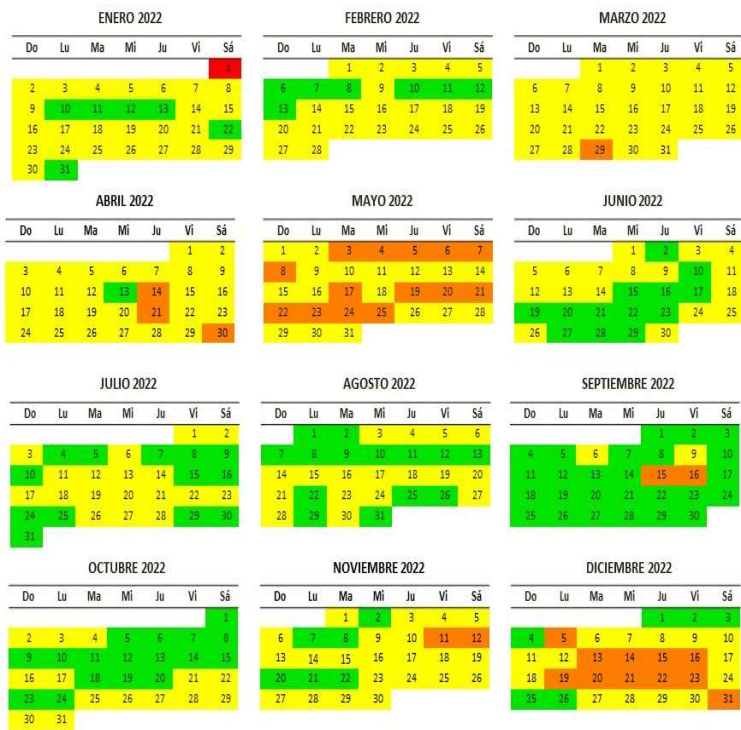 ENERO 2022
Do Lu Ma Mi Ju Vi Sá
1
2 3 4 5 6 7 8
9 10 11 12 13 14 15
16 17 18 19 20 21 22
23 24 25 26 27 28 29
30 31
FEBRERO 2022
Do Lu Ma Mi Ju Vi Sá
1 2 3 4 5
6 7 8 9 10 11 12
13 14 15 16 17 18 19
20 21 22 23 24 25 26
27 28
MARZO 2022
Do Lu Ma Mi Ju Vi Sá
1 2 3 4 5
6 7 8 9 10 11 12
13 14 15 16 17 18 19
20 21 22 23 24 25 26
27 28 29 30 31
ABRIL 2022
Do Lu Ma Mi Ju Vi Sá
1 2
3 4 5 6 7 8 9
10 11 12 13 14 15 16
17 18 19 20 21 22 23
24 25 26 27 28 29 30
MAYO 2022
Do Lu Ma Mi Ju Vi Sá
1 2 3 4 5 6 7
8 9 10 11 12 13 14
15 16 17 18 19 20 21
22 23 24 25 26 27 28
29 30 31
JUNIO 2022
Do Lu Ma Mi Ju Vi Sá
1 2 3 4
5 6 7 8 9 10 11
12 13 14 15 16 17 18
19 20 21 22 23 24 25
26 27 28 29 30
JULIO 2022
Do Lu Ma Mi Ju Vi Sá
1 2
3 4 5 6 7 8 9
10 11 12 13 14 15 16
17 18 19 20 21 22 23
24 25 26 27 28 29 30
31
AGOSTO 2022
Do Lu Ma Mi Ju Vi Sá
1 2 3 4 5 6
7 8 9 10 11 12 13
14 15 16 17 18 19 20
21 22 23 24 25 26 27
28 29 30 31
SEPTIEMBRE 2022
Do Lu Ma Mi Ju Vi Sá
1 2 3
4 5 6 7 8 9 10
11 12 13 14 15 16 17
18 19 20 21 22 23 24
25 26 27 28 29 30
OCTUBRE 2022
Do Lu Ma Mi Ju Vi Sá
1
2 3 4 5 6 7 8
9 10 11 12 13 14 15
16 17 18 19 20 21 22
23 24 25 26 27 28 29
30 31
NOVIEMBRE 2022
Do Lu Ma Mi Ju Vi Sá
1 2 3 4 5
6 7 8 9 10 11 12
13 14 15 16 17 18 19
20 21 22 23 24 25 26
27 28 29 30
DICIEMBRE 2022
Do Lu Ma Mi Ju Vi Sá
1 2 3
4 5 6 7 8 9 10
11 12 13 14 15 16 17
18 19 20 21 22 23 24
25 26 27 28 29 30 31